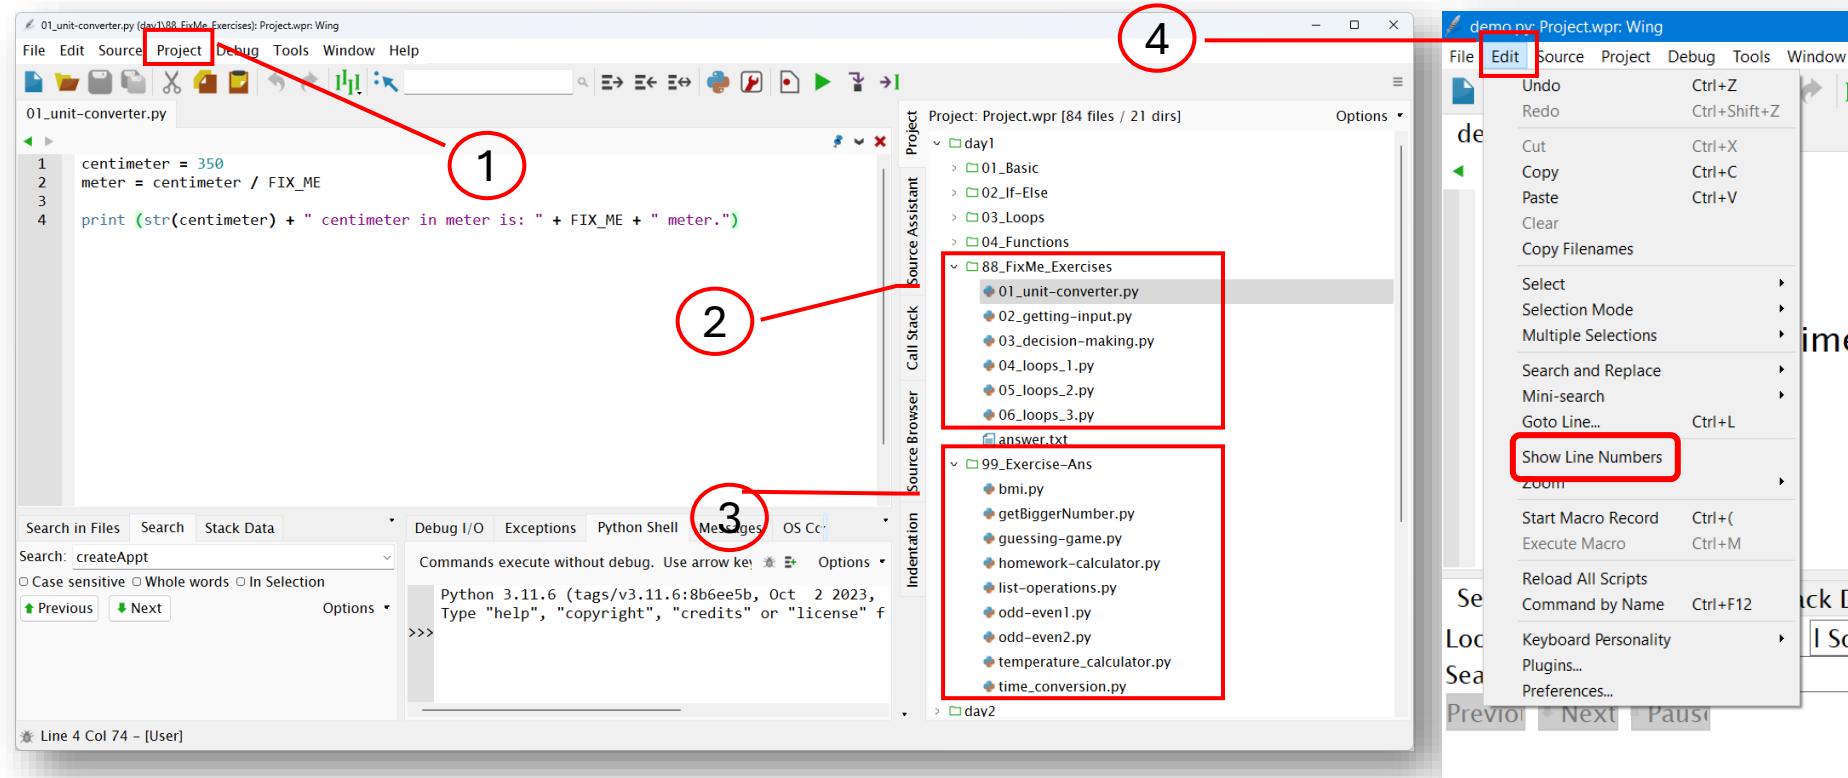 01_unit-converter.py (day1\88_FixMe_Exercises): Project.wpr: Wing
File Edit Source Project Debug Tools Window Help
01_unit-converter.py
1 centimeter = 350
2 meter = centimeter / FIX_ME
3
4 print (str(centimeter) + " centimeter in meter is: " + FIX_ME + " meter.")
1
2
3
4
Search in Files Search Stack Data
Search: createAppt
Case sensitive Whole words In Selection
Previous Next Options
Debug I/O Exceptions Python Shell Messages OS Co
Commands execute without debug. Use arrow key Options
Python 3.11.6 (tags/v3.11.6:8b6ee5b, Oct 2 2023,
Type "help", "copyright", "credits" or "license" f
>>>
Line 4 Col 74 - [User]
Project
Source Assistant
Call Stack
Source Browser
Indentation
Project: Project.wpr [84 files / 21 dirs] Options
day1
01_Basic
02_If-Else
03_Loops
04_Functions
88_FixMe_Exercises
01_unit-converter.py
02_getting-input.py
03_decision-making.py
04_loops_1.py
05_loops_2.py
06_loops_3.py
answer.txt
99_Exercise-Ans
bmi.py
getBiggerNumber.py
guessing-game.py
homework-calculator.py
list-operations.py
odd-even1.py
odd-even2.py
temperature_calculator.py
time_conversion.py
day2
demo.py: Project.wpr: Wing
File Edit Source Project Debug Tools Window
de
Undo Ctrl+Z
Redo Ctrl+Shift+Z
Cut Ctrl+X
Copy Ctrl+C
Paste Ctrl+V
Clear
Copy Filenames
Select
Selection Mode
Multiple Selections
ime
Search and Replace
Mini-search
Goto Line... Ctrl+L
Show Line Numbers
Zoom
Start Macro Record Ctrl+(
Execute Macro Ctrl+M
Reload All Scripts
Command by Name Ctrl+F12
Keyboard Personality
Plugins...
Preferences...
Se
ack D
Loc
l Sc
Sea
Previou Next Paus